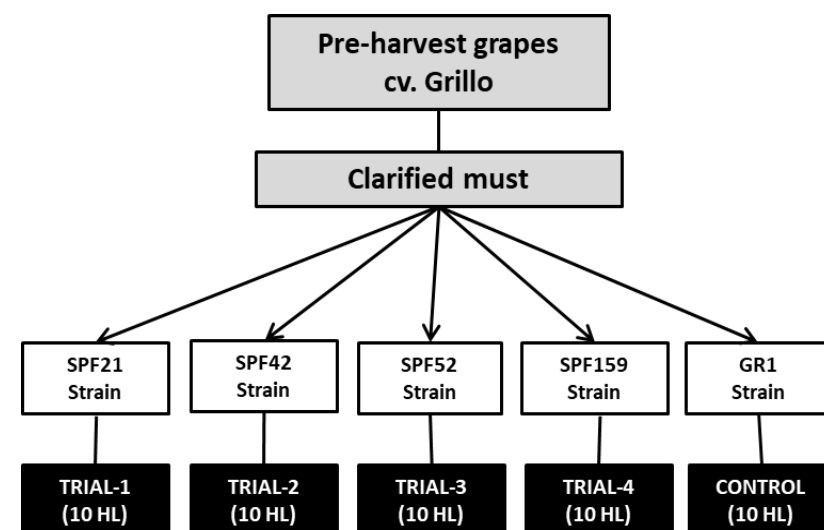 Pre-harvest grapes
cv. Grillo
Clarified must
SPF21
Strain
SPF42
Strain
SPF52
Strain
SPF159
Strain
GR1
Strain
TRIAL-1
(10 HL)
TRIAL-2
(10 HL)
TRIAL-3
(10 HL)
TRIAL-4
(10 HL)
CONTROL
(10 HL)